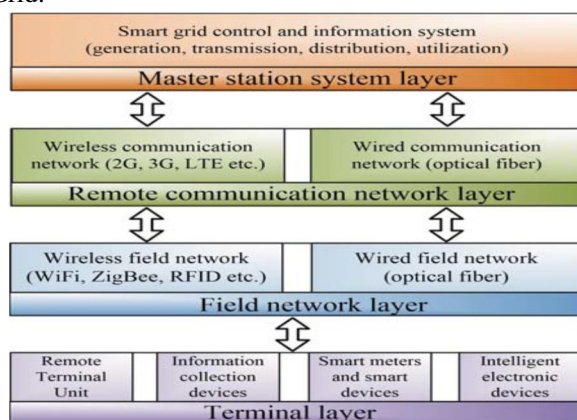 Grid.
Smart grid control and information system
(generation, transmission, distribution, utilization)
Master station system layer
Wireless communication
network (2G, 3G, LTE etc.)
Wired communication
network (optical fiber)
Remote communication network layer
Wireless field network
(WiFi, ZigBee, RFID etc.)
Wired field network
(optical fiber)
Field network layer
Remote
Terminal
Unit
Information
collection
devices
Smart meters
and smart
devices
Intelligent
electronic
devices
Terminal layer